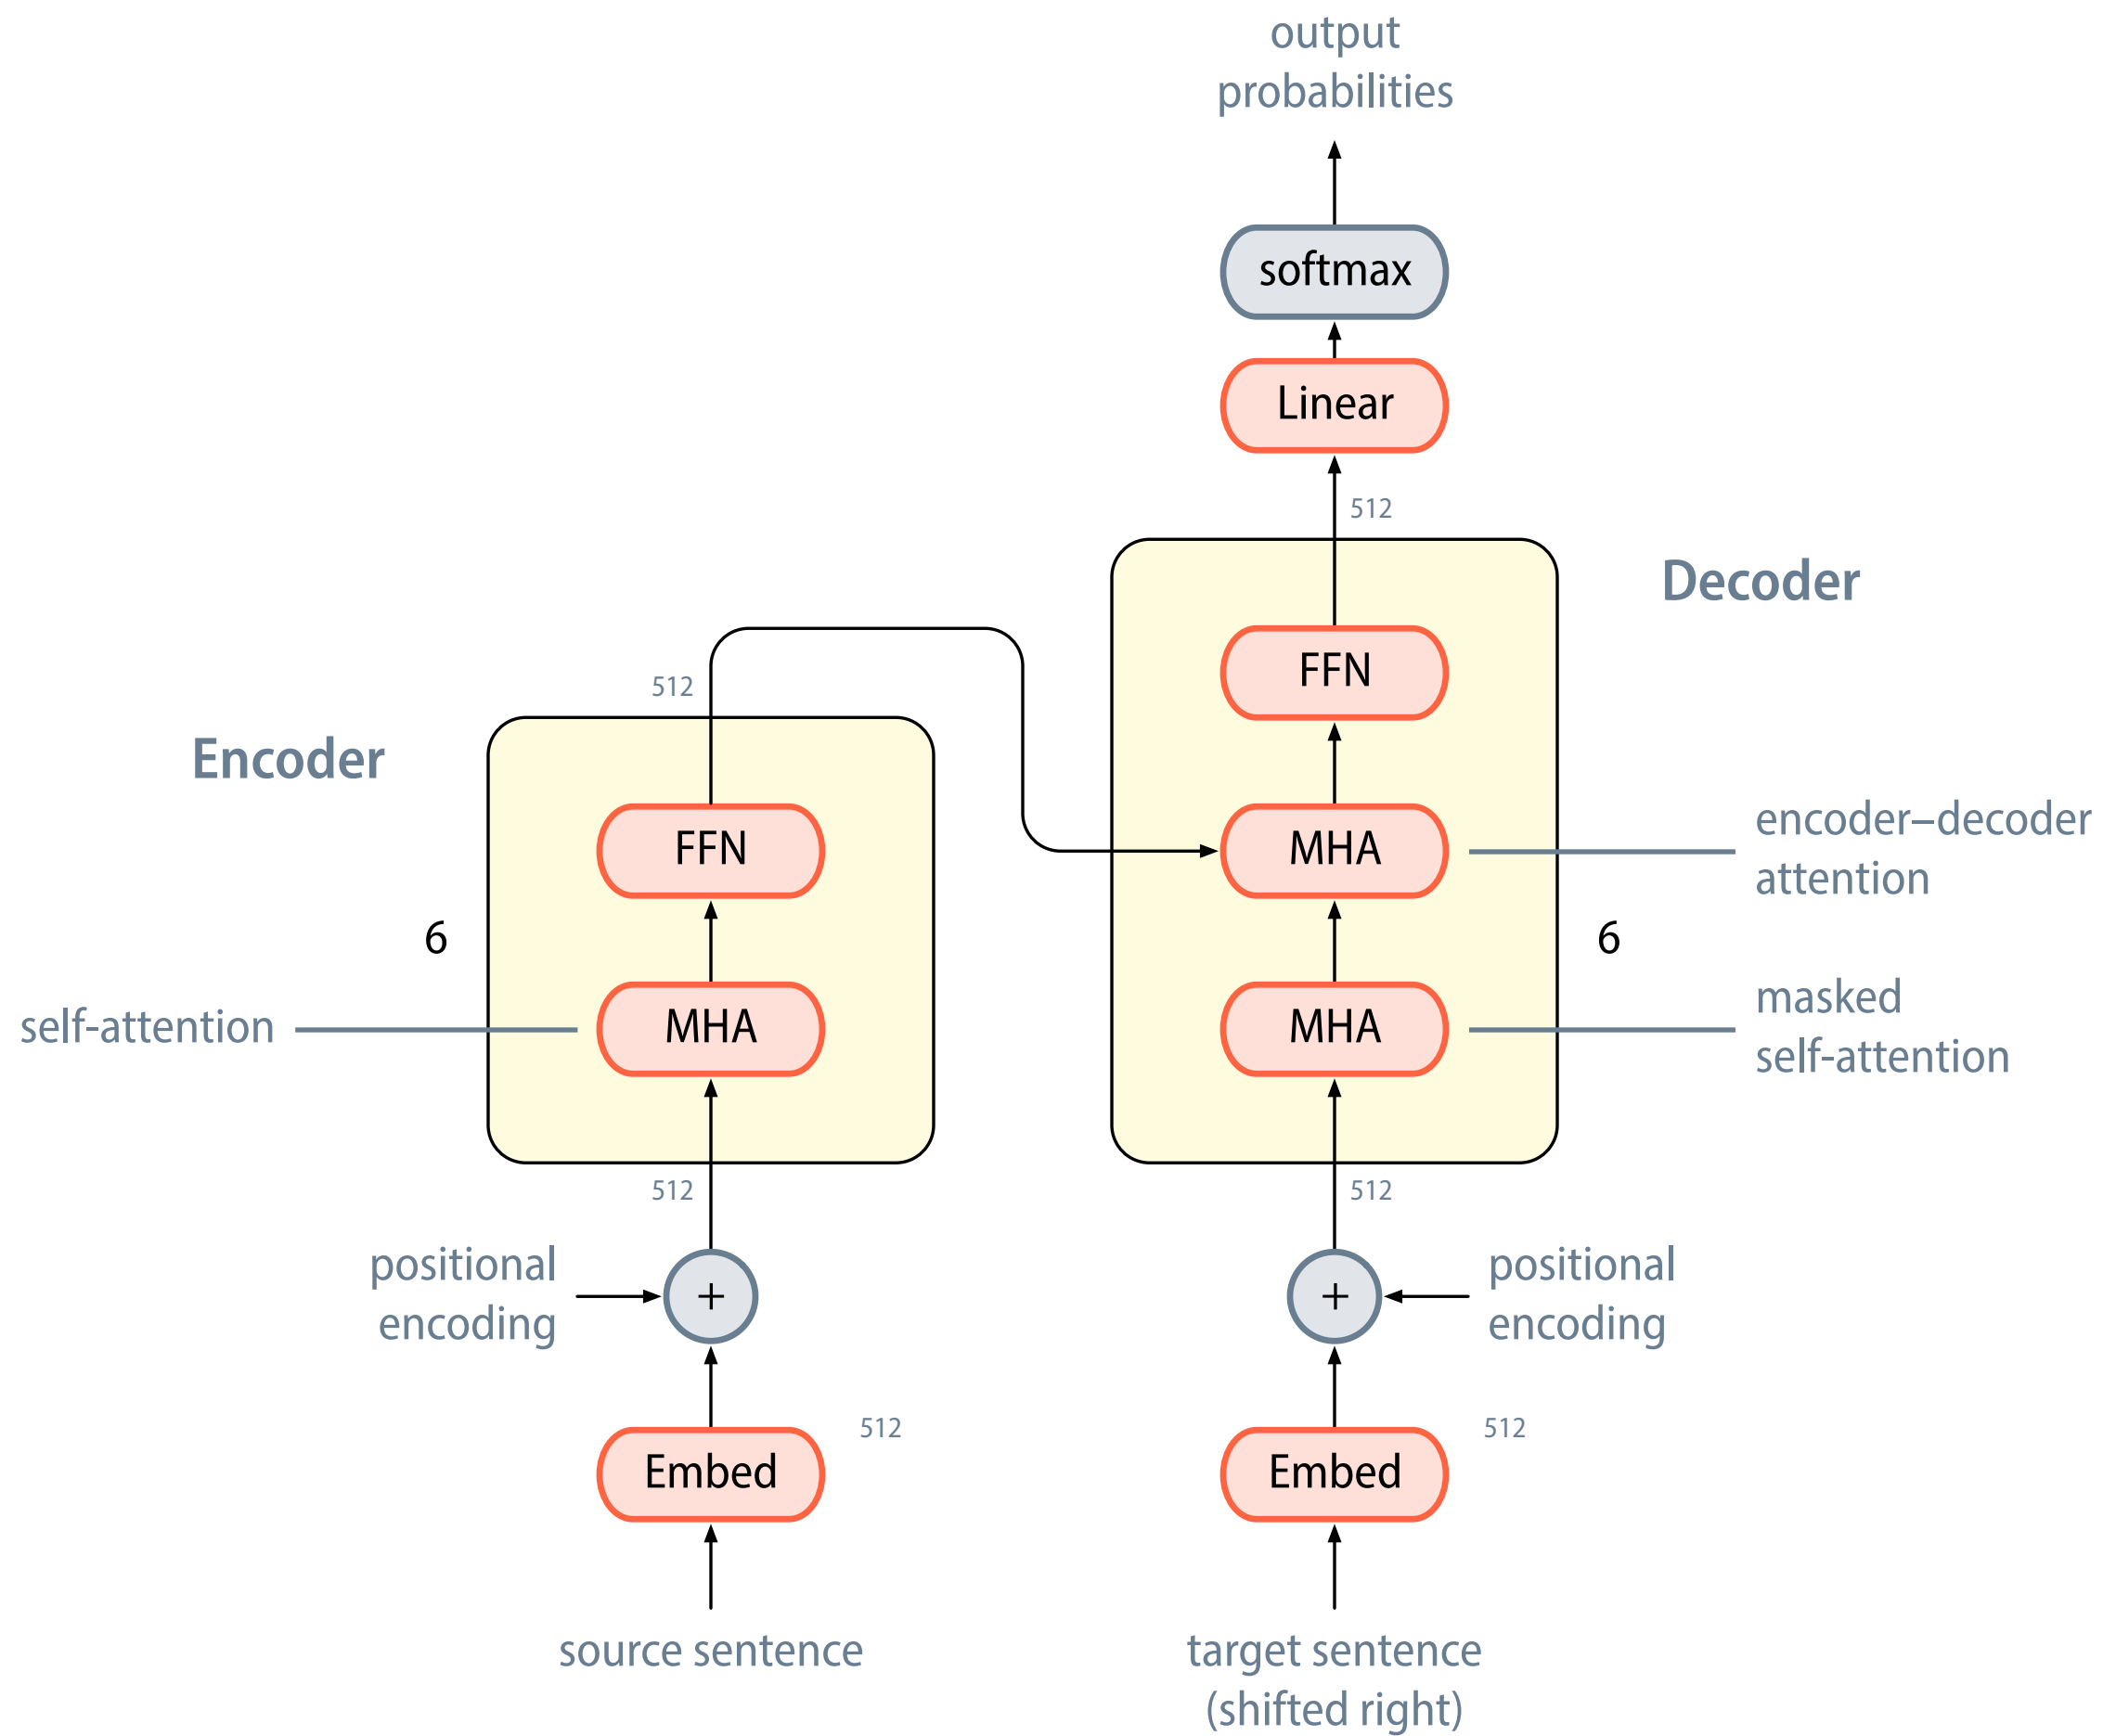 output
probabilities
softmax
Linear
512
Decoder
FFN
512
Encoder
FFN
MHA
encoder–decoder
attention
6
6
self-attention
MHA
MHA
masked
self-attention
512
512
positional
encoding
+
+
positional
encoding
512
512
Embed
Embed
source sentence
target sentence
(shifted right)